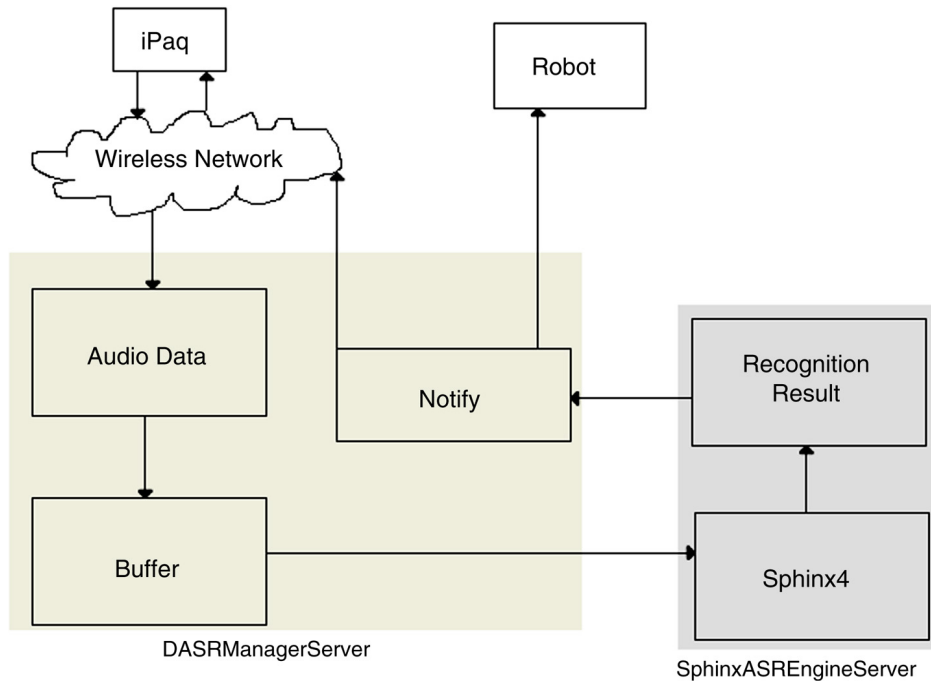 iPaq
Robot
Wireless Network
Audio Data
Notify
Recognition
Result
Buffer
Sphinx4
DASRManagerServer
SphinxASREngineServer